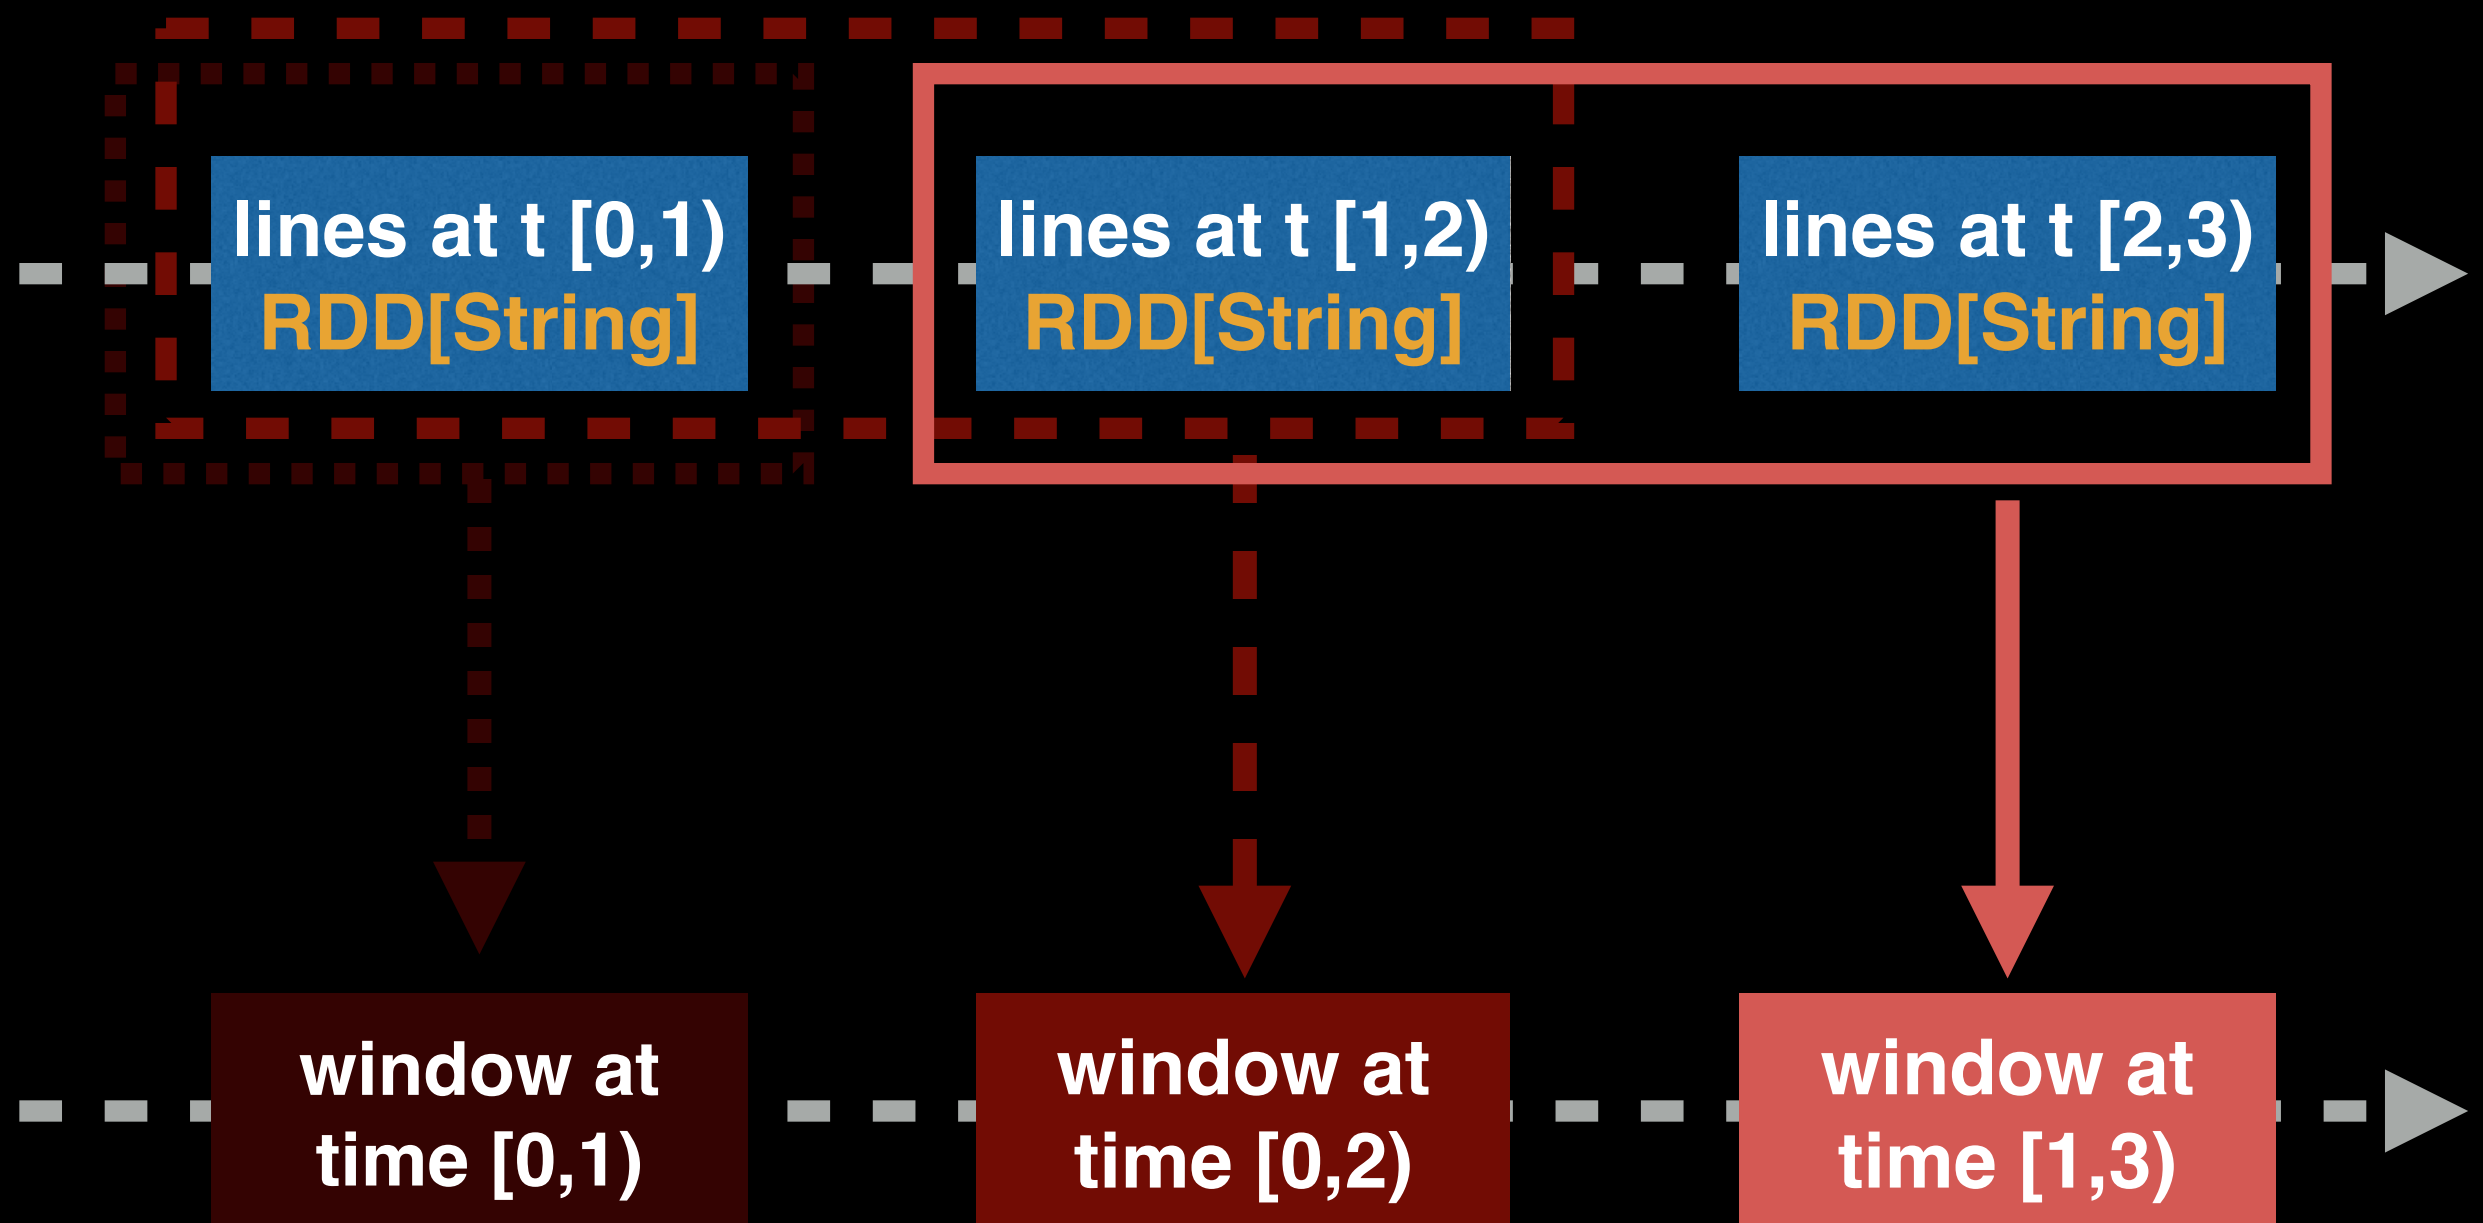 lines at t [0,1)
RDD[String]
lines at t [1,2)
RDD[String]
lines at t [2,3)
RDD[String]
window at
time [0,1)
window at
time [0,2)
window at
time [1,3)